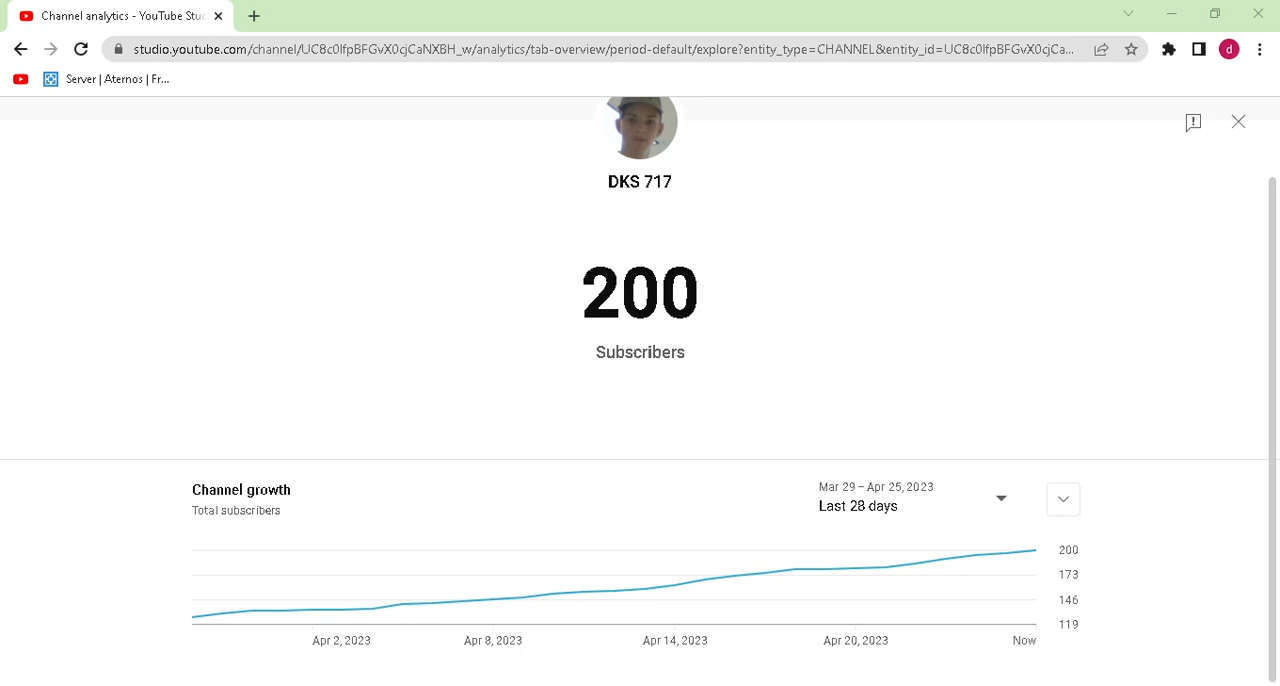 Channel analytics - YouTube Stu
studio.youtube.com/channel/UC8c0lfpBFGvX0cjCaNXBH_w/analytics/tab-overview/period-default/explore?entity_type=CHANNEL&entity_id=UC8c0lfpBFGvX0cjCa...
d
Server | Aternos | Fr...
DKS 717
200
Subscribers
Channel growth
Total subscribers
Mar 29 – Apr 25, 2023
Last 28 days
200
173
146
119
Apr 2, 2023
Apr 8, 2023
Apr 14, 2023
Apr 20, 2023
Now